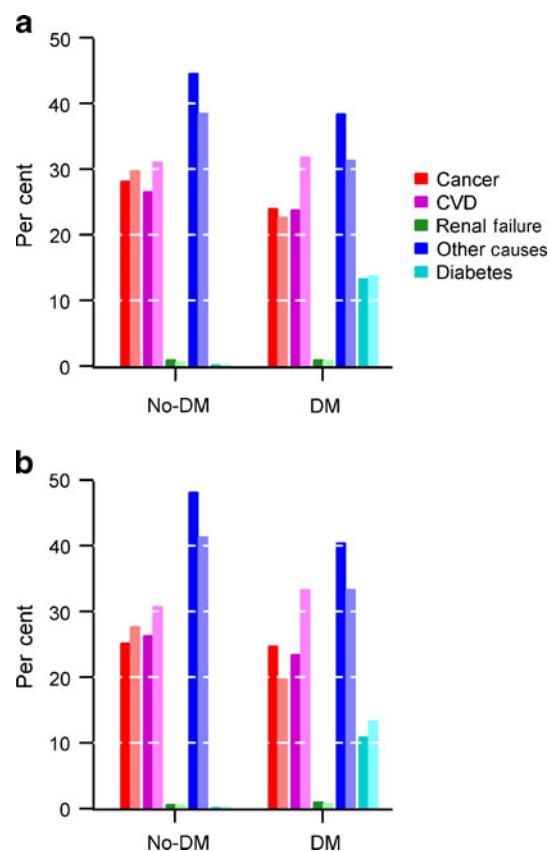 a
50
40
30
20
10
0
Per cent
No-DM
DM
Cancer
CVD
Renal failure
Other causes
Diabetes
b
50
40
30
20
10
0
Per cent
No-DM
DM